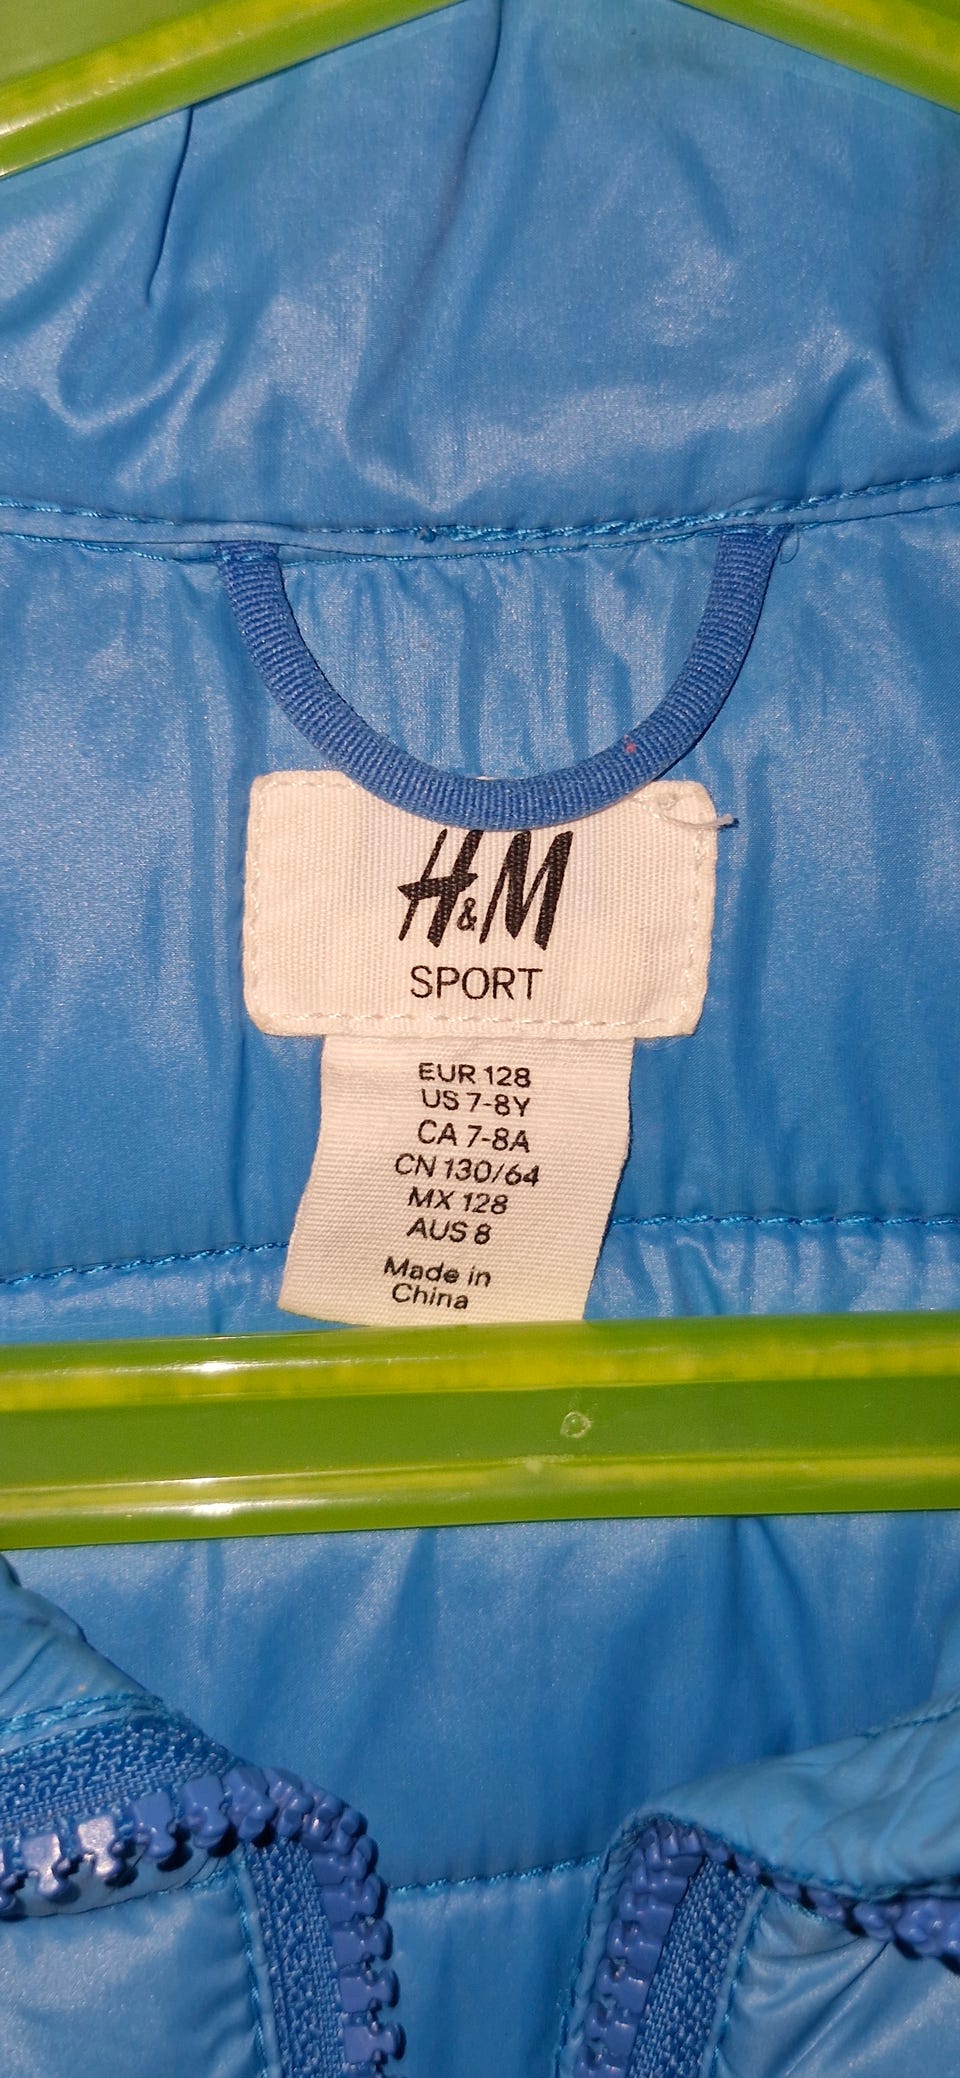 H&M
SPORT
EUR 128
US 7-8Y
CA 7-8A
CN 130/64
MX 128
AUS 8
Made in
China